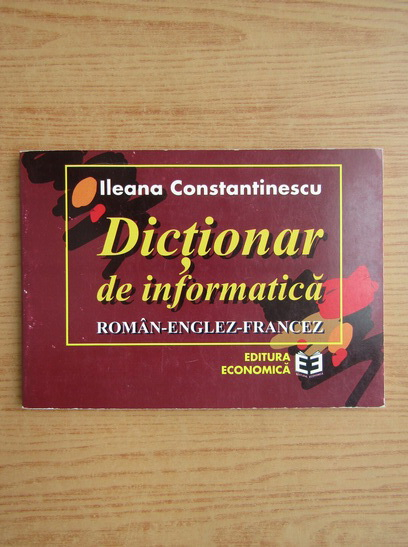 Ileana Constantinescu
Dicționar
de informatică
ROMÂN-ENGLEZ-FRANCEZ
EDITURA
ECONOMICĂ